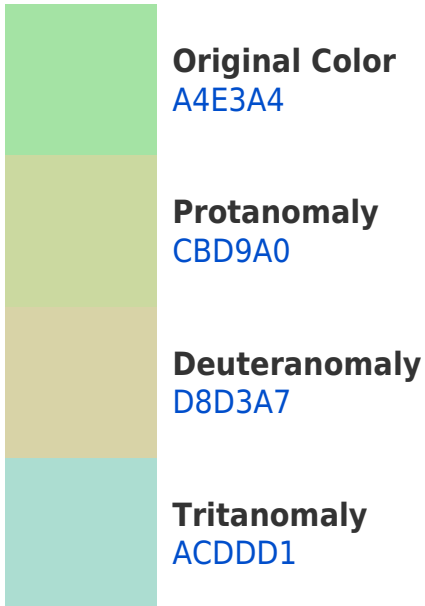 Original Color
A4E3A4
Protanomaly
CBD9A0
Deuteranomaly
D8D3A7
Tritanomaly
ACDDD1